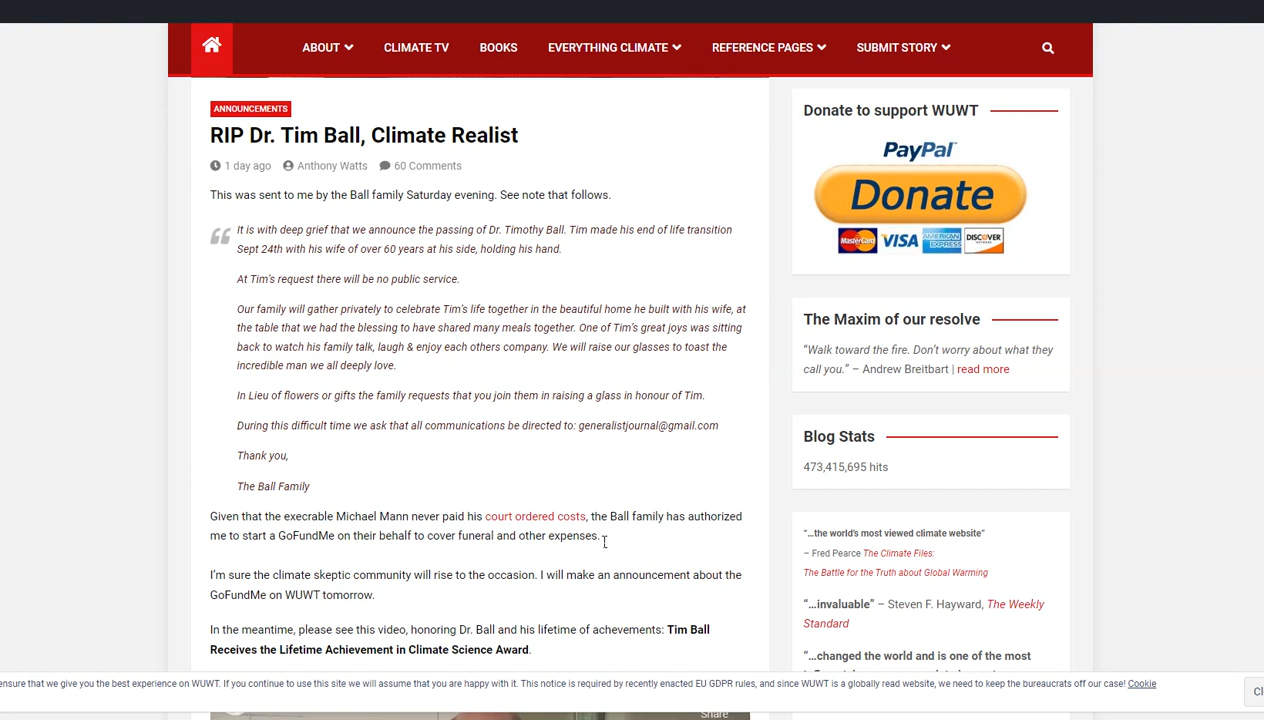 ABOUT
CLIMATE TV
BOOKS
EVERYTHING CLIMATE
REFERENCE PAGES
SUBMIT STORY
ANNOUNCEMENTS
RIP Dr. Tim Ball, Climate Realist
1 day ago Anthony Watts 60 Comments
This was sent to me by the Ball family Saturday evening. See note that follows.
It is with deep grief that we announce the passing of Dr. Timothy Ball. Tim made his end of life transition
Sept 24th with his wife of over 60 years at his side, holding his hand.
At Tim's request there will be no public service.
Our family will gather privately to celebrate Tim's life together in the beautiful home he built with his wife, at
the table that we had the blessing to have shared many meals together. One of Tim's great joys was sitting
back to watch his family talk, laugh & enjoy each others company. We will raise our glasses to toast the
incredible man we all deeply love.
In Lieu of flowers or gifts the family requests that you join them in raising a glass in honour of Tim.
During this difficult time we ask that all communications be directed to: generalistjournal@gmail.com
Thank you,
The Ball Family
Given that the execrable Michael Mann never paid his court ordered costs, the Ball family has authorized
me to start a GoFundMe on their behalf to cover funeral and other expenses.
I'm sure the climate skeptic community will rise to the occasion. I will make an announcement about the
GoFundMe on WUWT tomorrow.
In the meantime, please see this video, honoring Dr. Ball and his lifetime of achevements: Tim Ball
Receives the Lifetime Achievement in Climate Science Award.
Share
Donate to support WUWT
PayPal
Donate
MasterCard VISA AMERICAN EXPRESS DISCOVER
The Maxim of our resolve
"Walk toward the fire. Don't worry about what they
call you." – Andrew Breitbart | read more
Blog Stats
473,415,695 hits
"...the world's most viewed climate website"
– Fred Pearce The Climate Files:
The Battle for the Truth about Global Warming
"...invaluable" – Steven F. Hayward, The Weekly
Standard
"...changed the world and is one of the most
ensure that we give you the best experience on WUWT. If you continue to use this site we will assume that you are happy with it. This notice is required by recently enacted EU GDPR rules, and since WUWT is a globally read website, we need to keep the bureaucrats off our case! Cookie
Cl